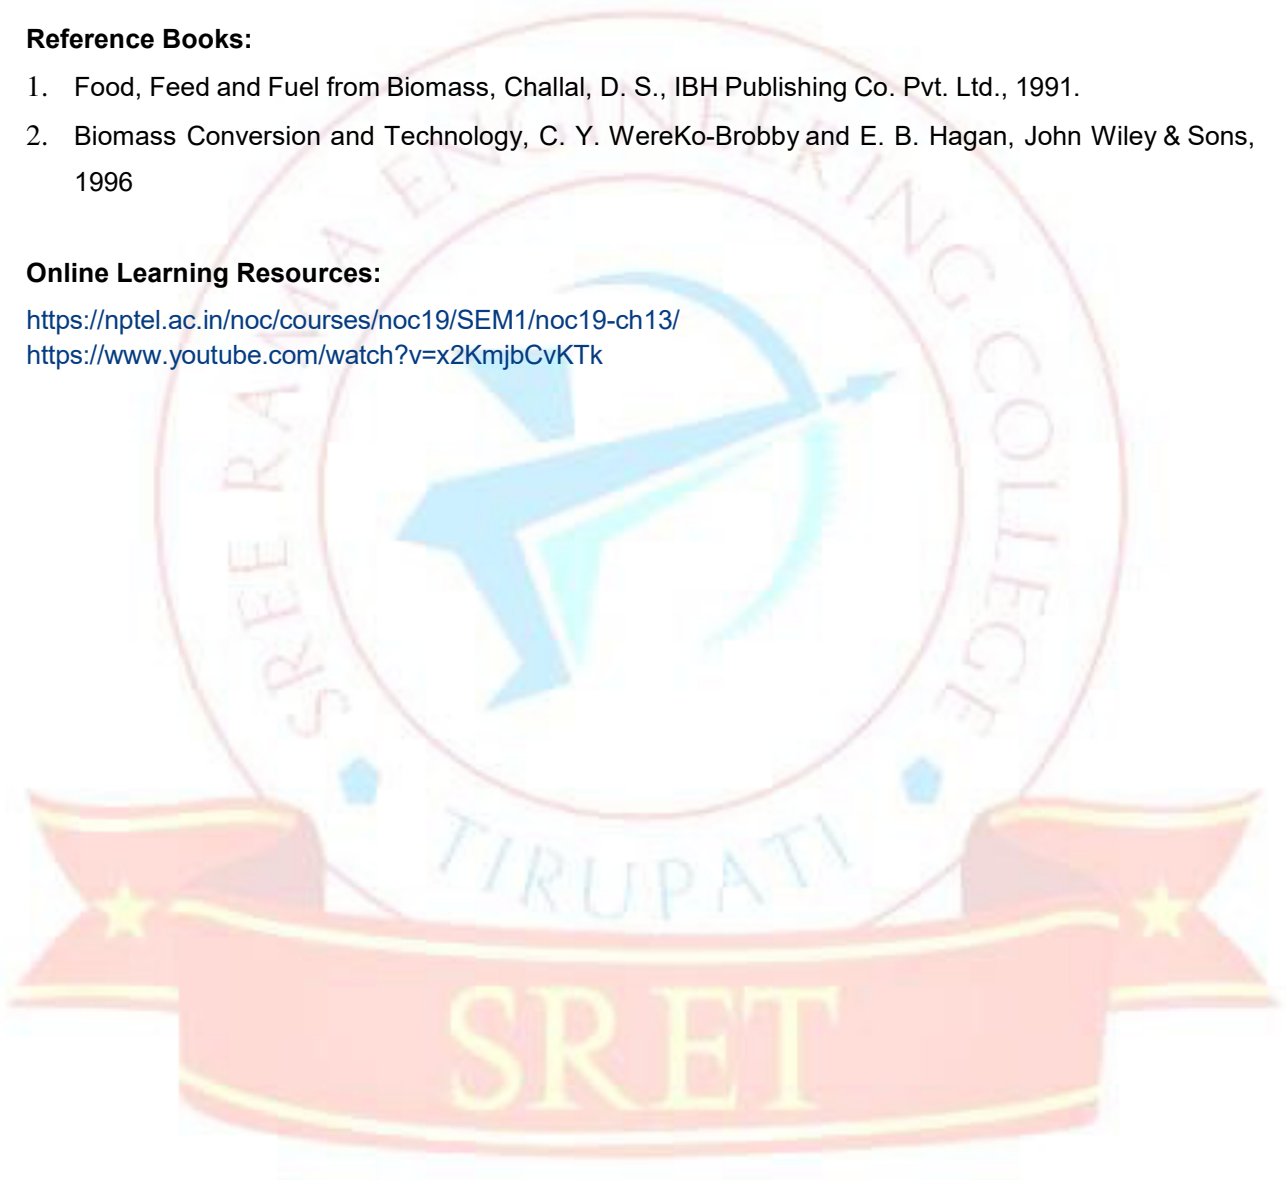 Reference Books:
1. Food, Feed and Fuel from Biomass, Challal, D. S., IBH Publishing Co. Pvt. Ltd., 1991.
2. Biomass Conversion and Technology, C. Y. WereKo-Brobby and E. B. Hagan, John Wiley & Sons,
1996
Online Learning Resources:
https://nptel.ac.in/noc/courses/noc19/SEM1/noc19-ch13/
https://www.youtube.com/watch?v=x2KmjbCvKTk
SREE RAMA ENGINEERING COLLEGE
TIRUPATI
SRET